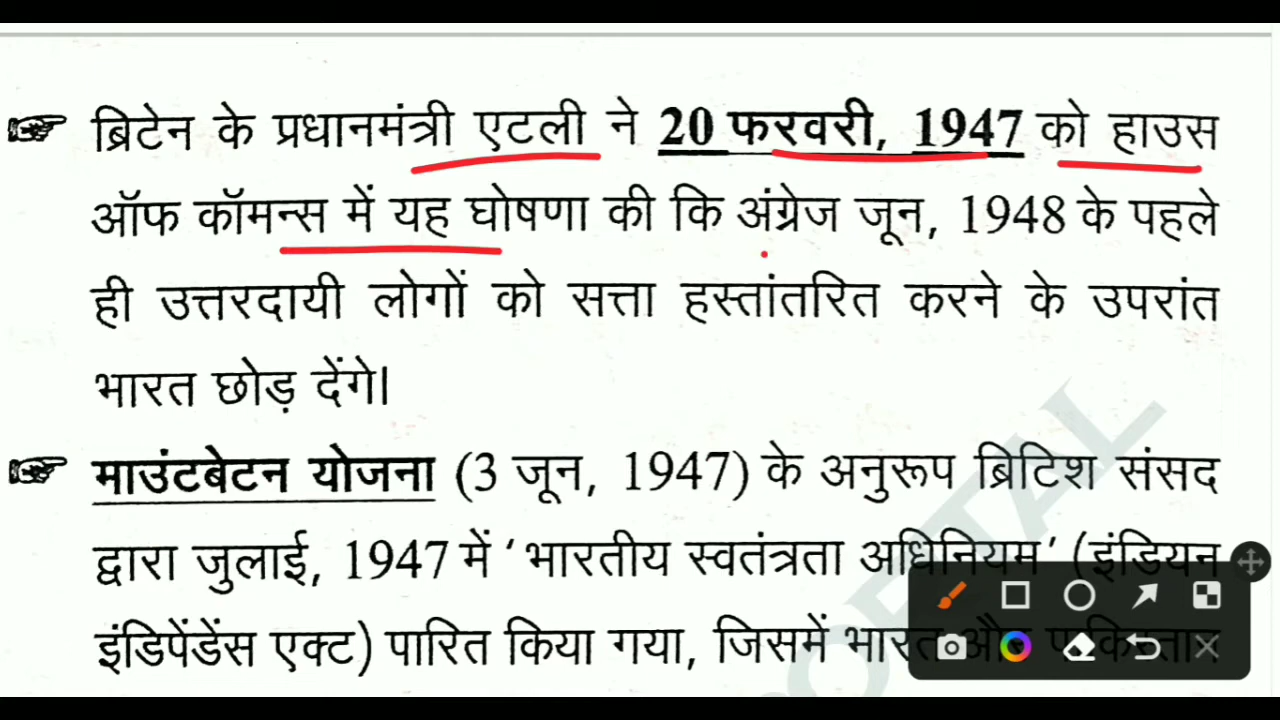 ☞ ब्रिटेन के प्रधानमंत्री एटली ने 20 फरवरी, 1947 को हाउस
ऑफ कॉमन्स में यह घोषणा की कि अंग्रेज जून, 1948 के पहले
ही उत्तरदायी लोगों को सत्ता हस्तांतरित करने के उपरांत
भारत छोड़ देंगे।
☞ माउंटबेटन योजना (3 जून, 1947) के अनुरूप ब्रिटिश संसद
द्वारा जुलाई, 1947 में ‘भारतीय स्वतंत्रता अधिनियम’ (इंडियन
इंडिपेंडेंस एक्ट) पारित किया गया, जिसमें भारत और पाकिस्तान